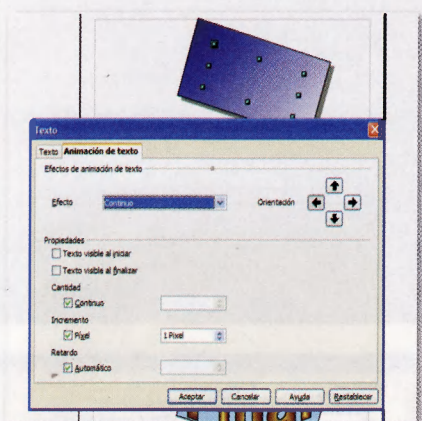 Texto
Texto Animación de texto
Efectos de animación de texto
Efecto Continuo Orientación
Propiedades
Texto visible al iniciar
Texto visible al finalizar
Cantidad
Continuo
Incremento
Píxel 1 Pixel
Retardo
Automático
Aceptar Cancelar Ayuda Restablecer